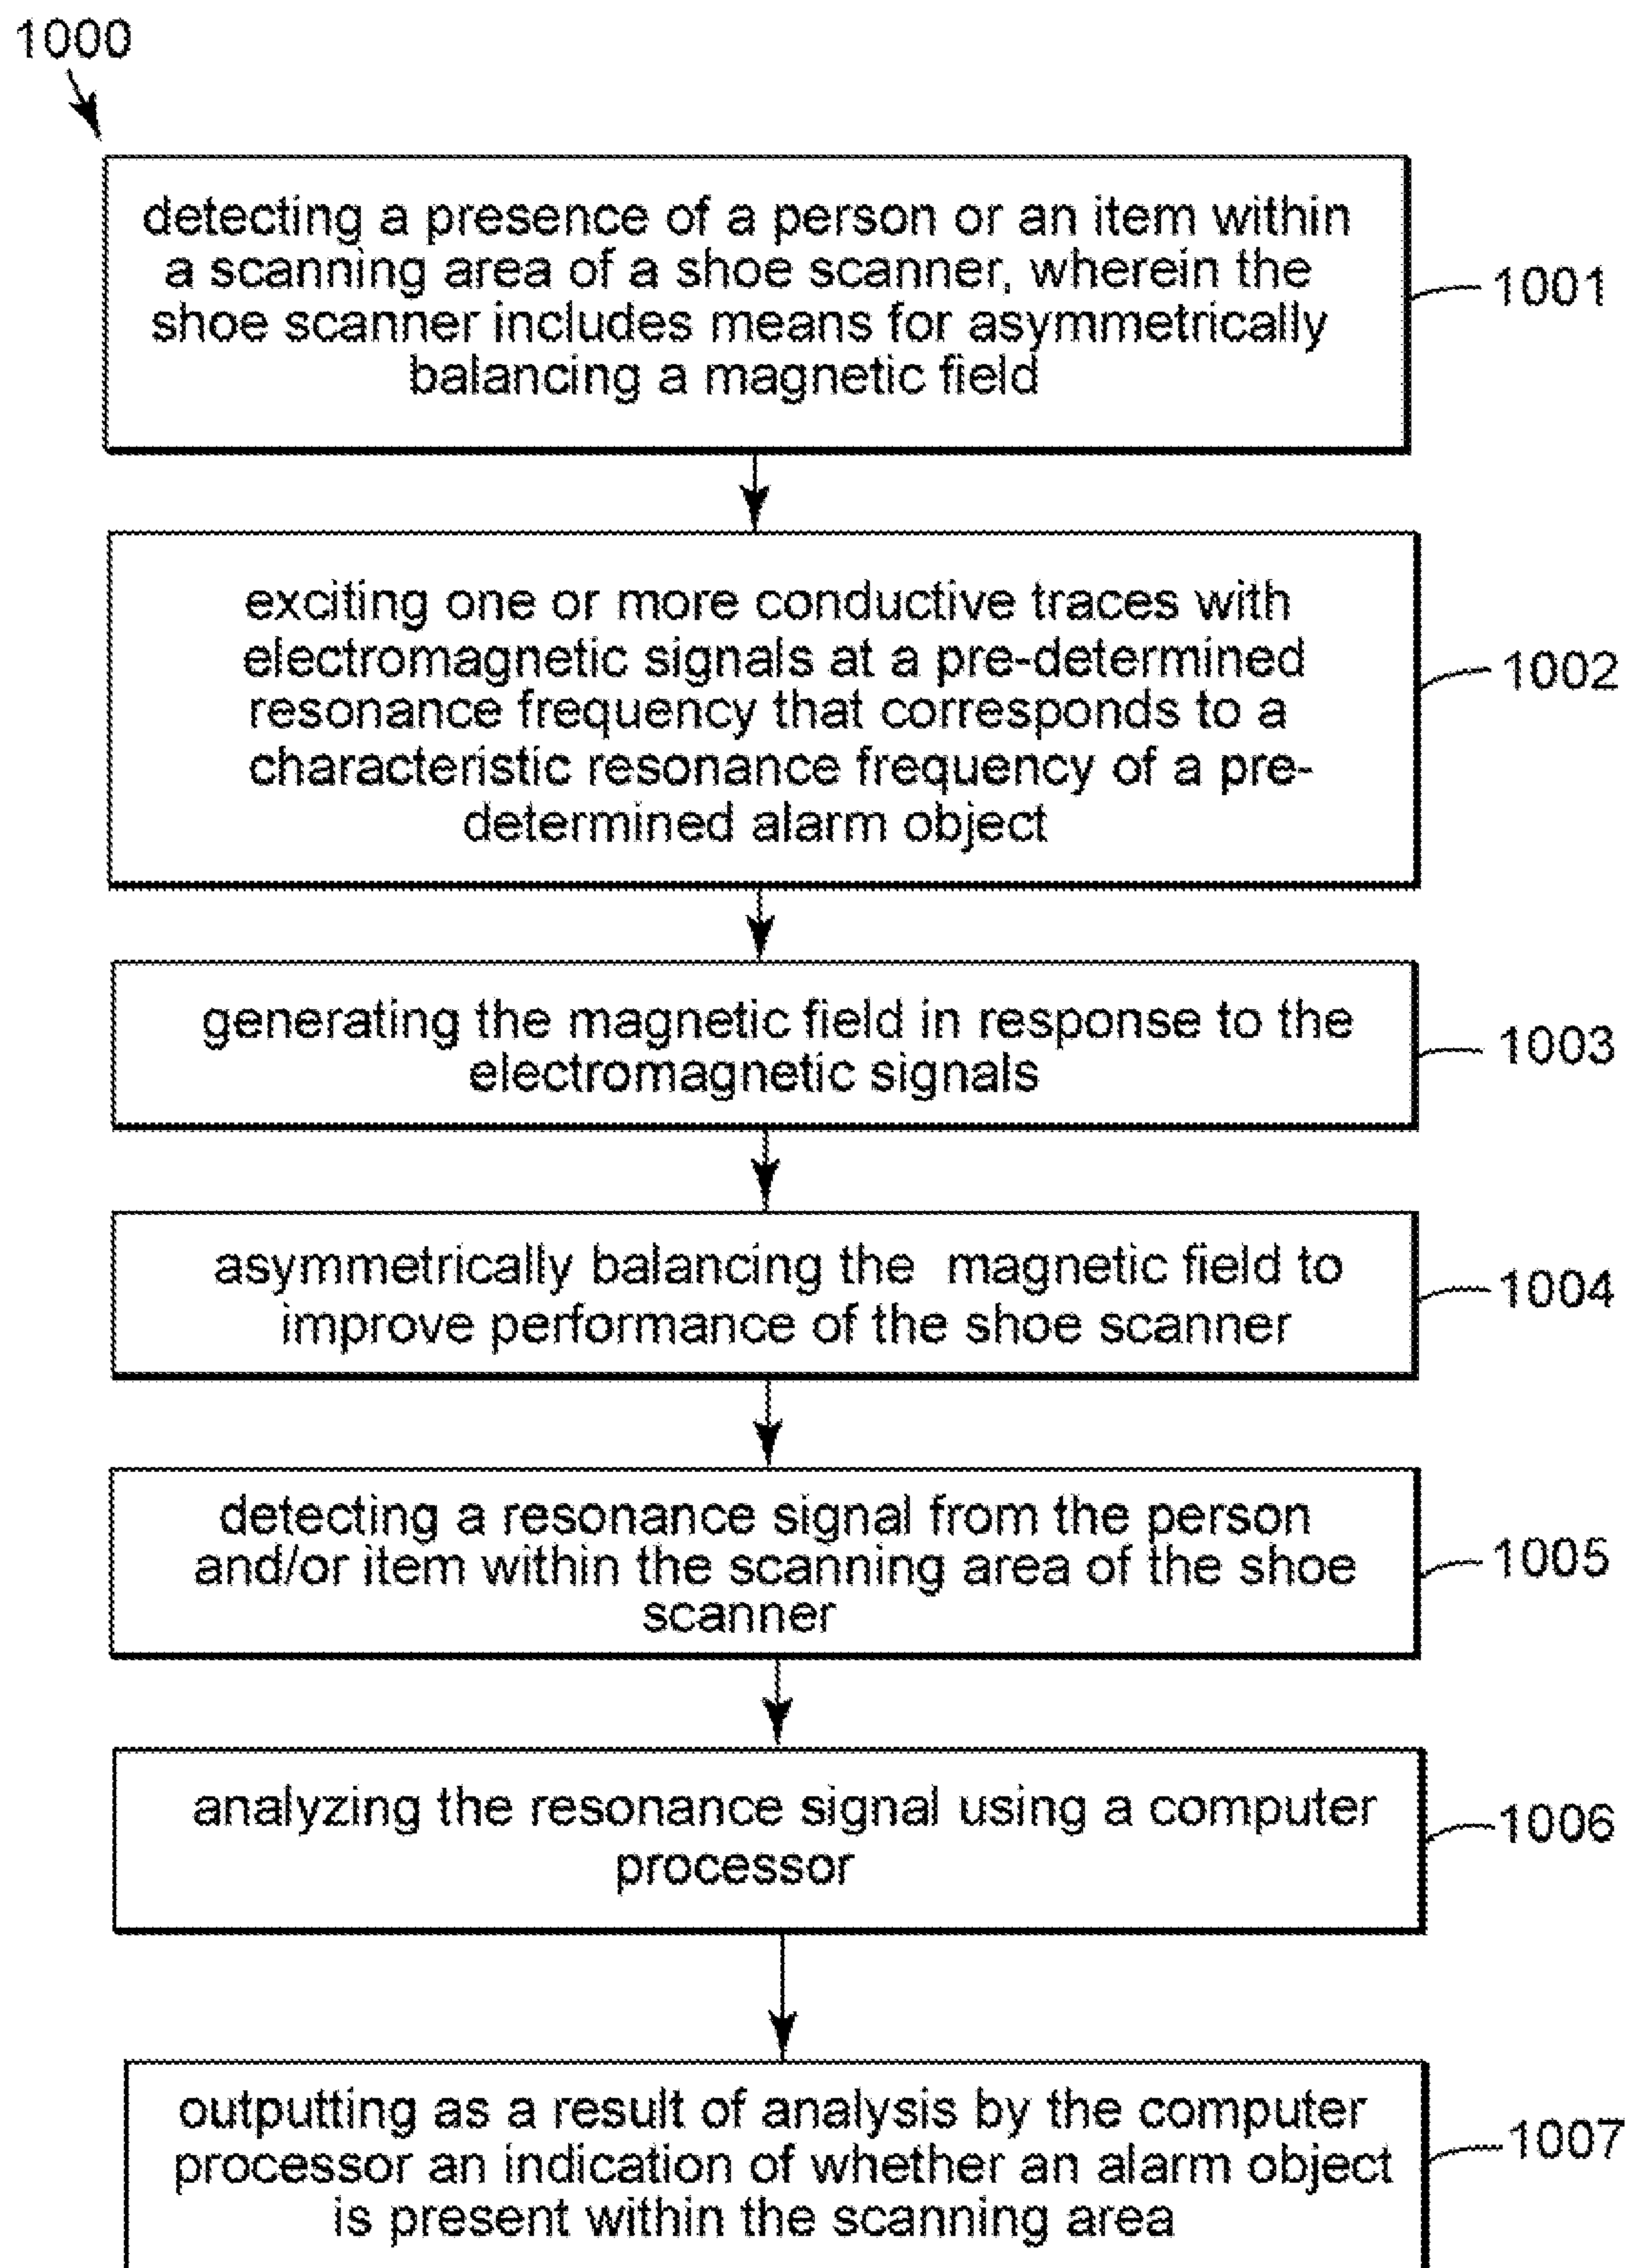 1000
detecting a presence of a person or an item within
a scanning area of a shoe scanner, wherein the
shoe scanner includes means for asymmetrically
balancing a magnetic field
1001
exciting one or more conductive traces with
electromagnetic signals at a pre-determined
resonance frequency that corresponds to a
characteristic resonance frequency of a pre-
determined alarm object
1002
generating the magnetic field in response to the
electromagnetic signals
1003
asymmetrically balancing the magnetic field to
improve performance of the shoe scanner
1004
detecting a resonance signal from the person
and/or item within the scanning area of the shoe
scanner
1005
analyzing the resonance signal using a computer
processor
1006
outputting as a result of analysis by the computer
processor an indication of whether an alarm object
is present within the scanning area
1007